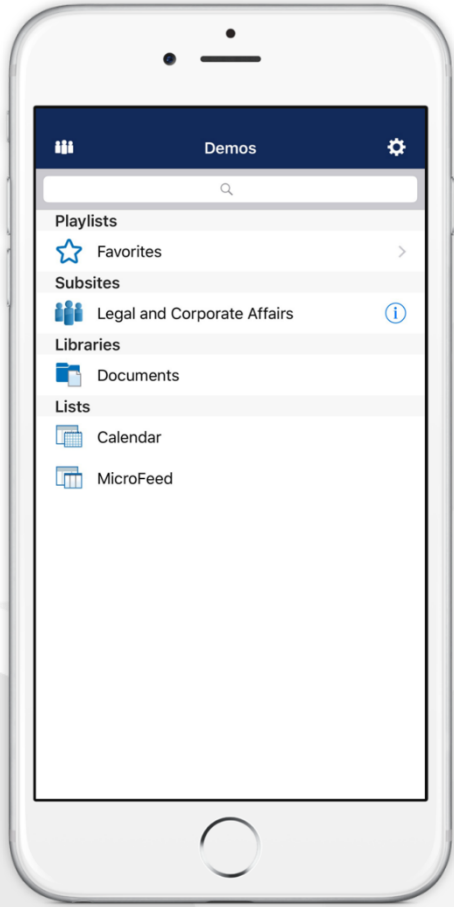 Demos
Playlists
Favorites
Subsites
Legal and Corporate Affairs
Libraries
Documents
Lists
Calendar
MicroFeed